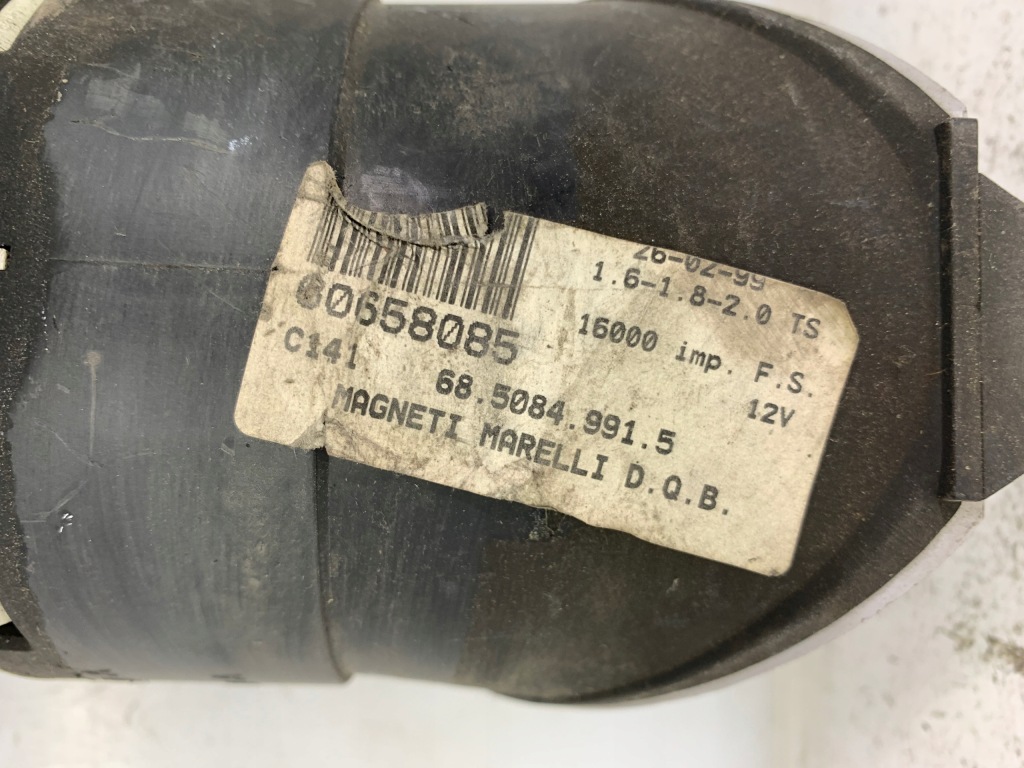 26-02-99
1.6-1.8-2.0 TS
60658085
16000 imp. F.S.
C141
12V
68.5084.991.5
MAGNETI MARELLI D.Q.B.